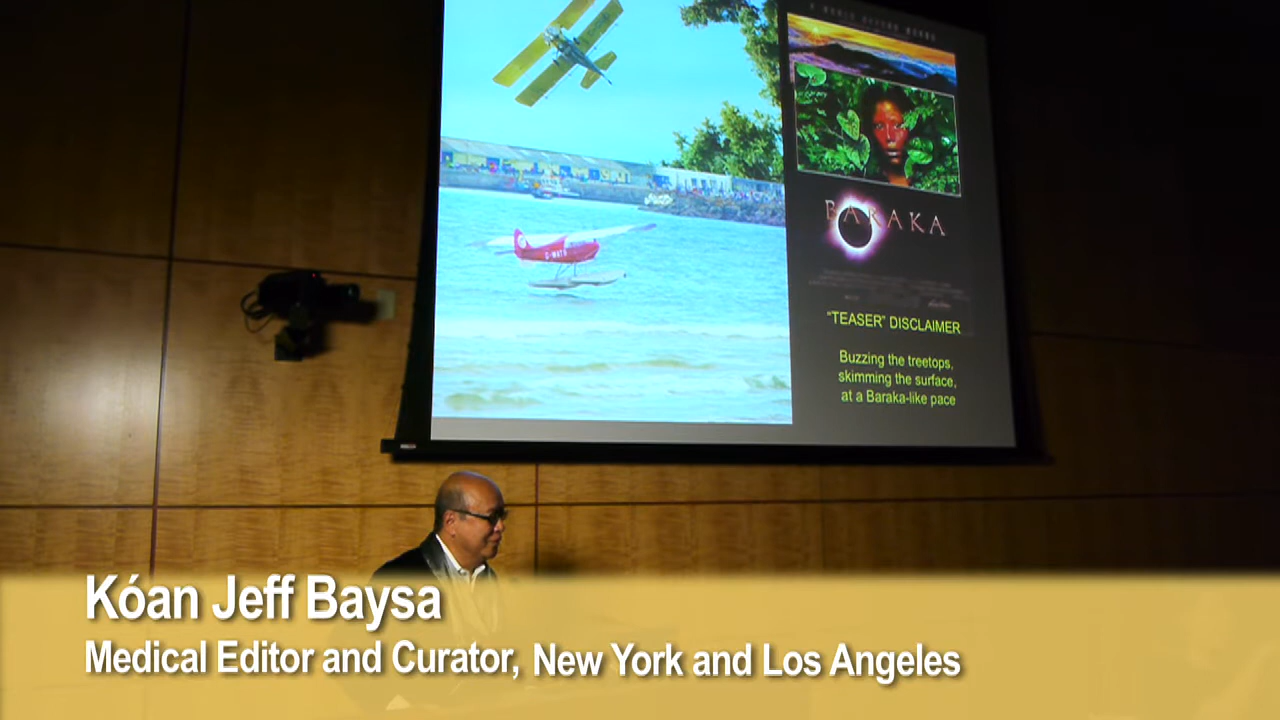 BARAKA
"TEASER" DISCLAIMER
Buzzing the treetops,
skimming the surface,
at a Baraka-like pace
Kóan Jeff Baysa
Medical Editor and Curator, New York and Los Angeles